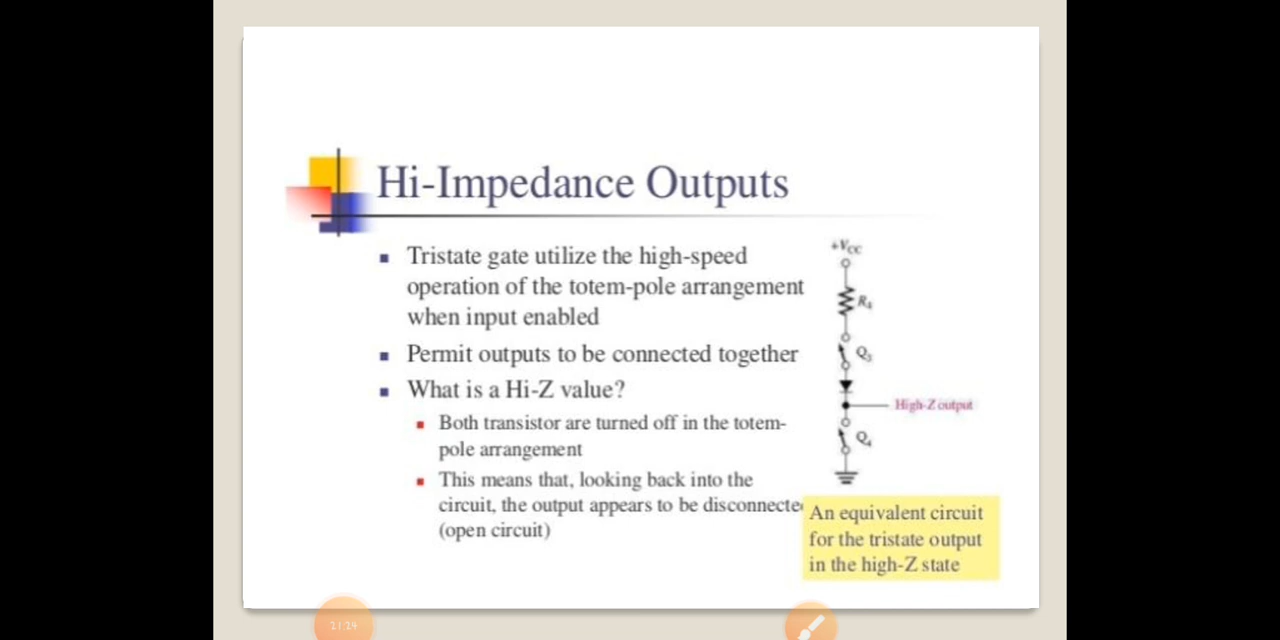 Hi-Impedance Outputs
Tristate gate utilize the high-speed
operation of the totem-pole arrangement
when input enabled
Permit outputs to be connected together
What is a Hi-Z value?
Both transistor are turned off in the totem-
pole arrangement
This means that, looking back into the
circuit, the output appears to be disconnecte
(open circuit)
+Vcc
R4
Q3
High-Z output
Q4
An equivalent circuit
for the tristate output
in the high-Z state